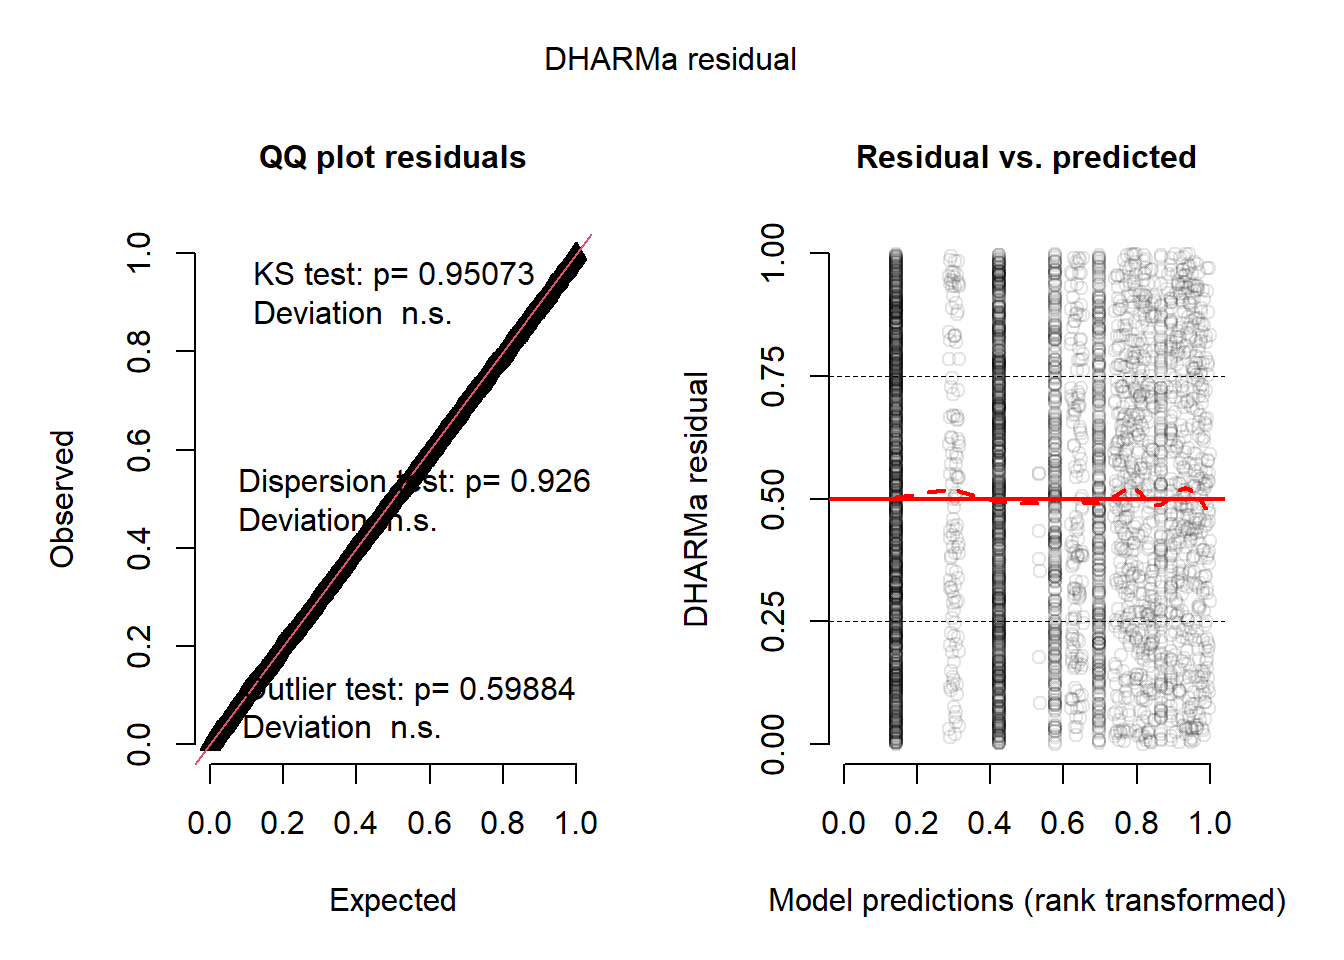 DHARMa residual
QQ plot residuals
Observed
0.0 0.2 0.4 0.6 0.8 1.0
KS test: p= 0.95073
Deviation  n.s.
Dispersion test: p= 0.926
Deviation  n.s.
Outlier test: p= 0.59884
Deviation  n.s.
0.0 0.2 0.4 0.6 0.8 1.0
Expected
Residual vs. predicted
DHARMa residual
0.00 0.25 0.50 0.75 1.00
0.0 0.2 0.4 0.6 0.8 1.0
Model predictions (rank transformed)